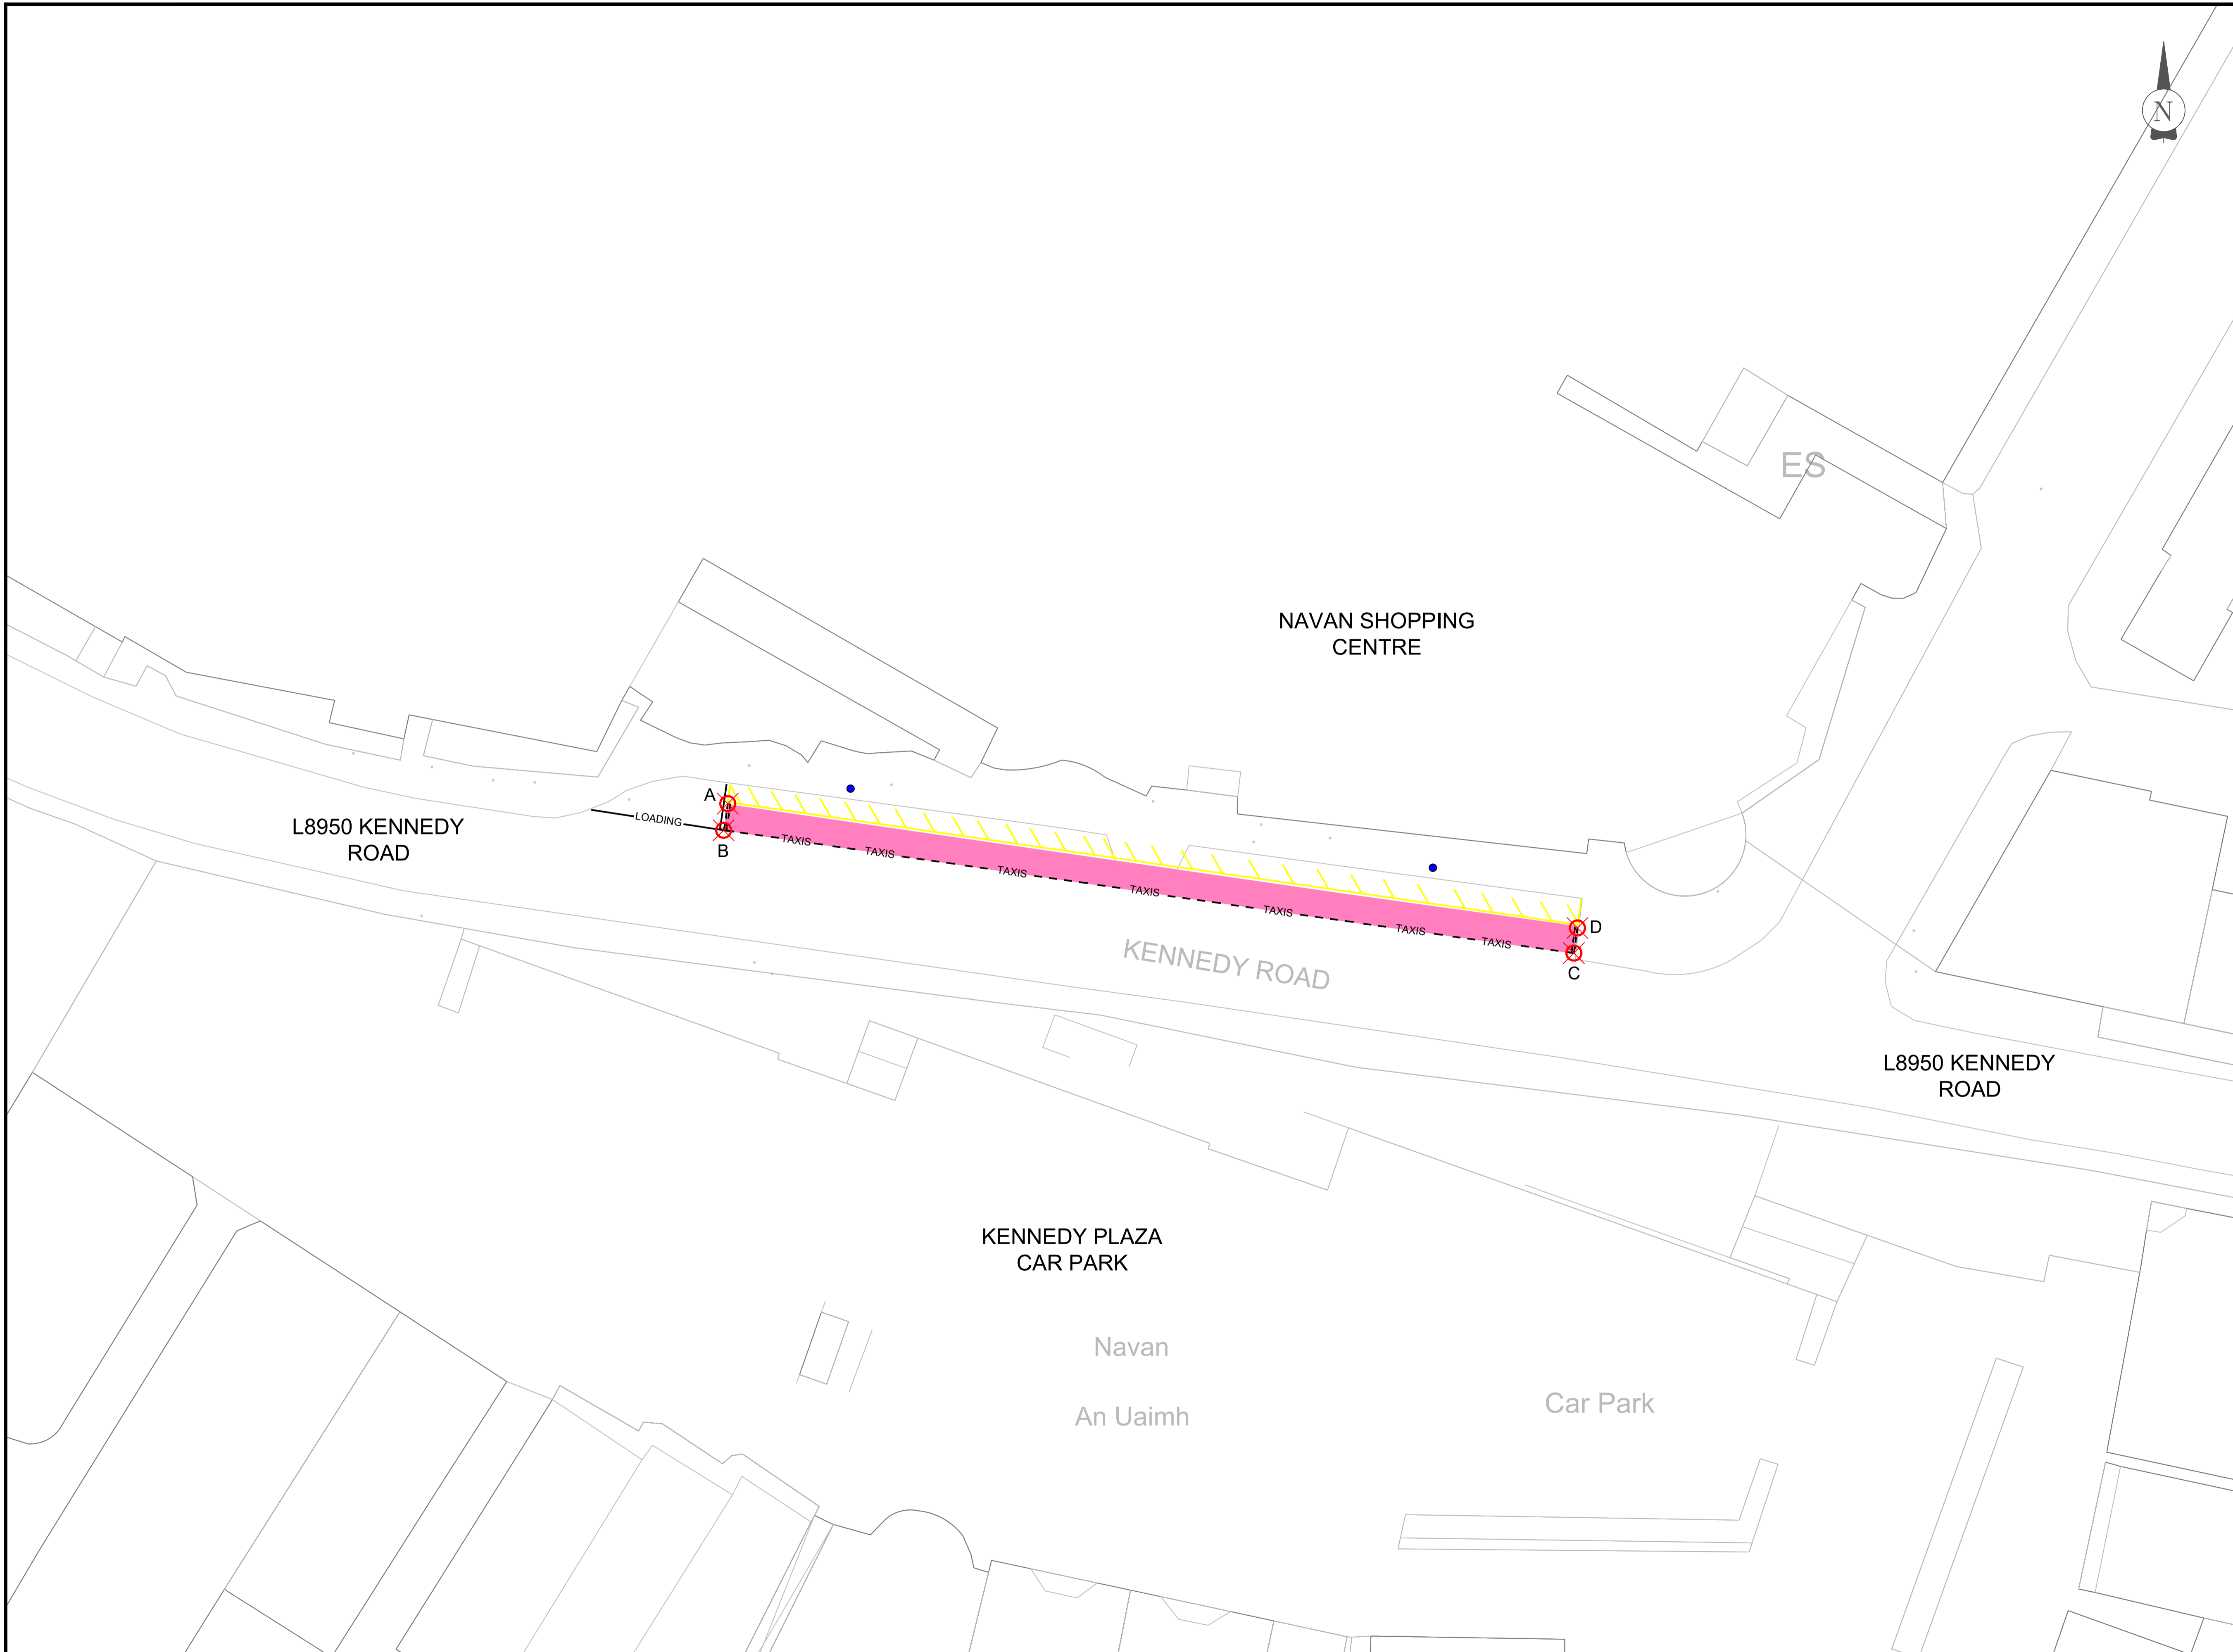 N
ES
NAVAN SHOPPING
CENTRE
A
LOADING
L8950 KENNEDY
ROAD
B
TAXIS
TAXIS
TAXIS
TAXIS
TAXIS
TAXIS
TAXIS
D
C
KENNEDY ROAD
L8950 KENNEDY
ROAD
KENNEDY PLAZA
CAR PARK
Navan
An Uaimh
Car Park